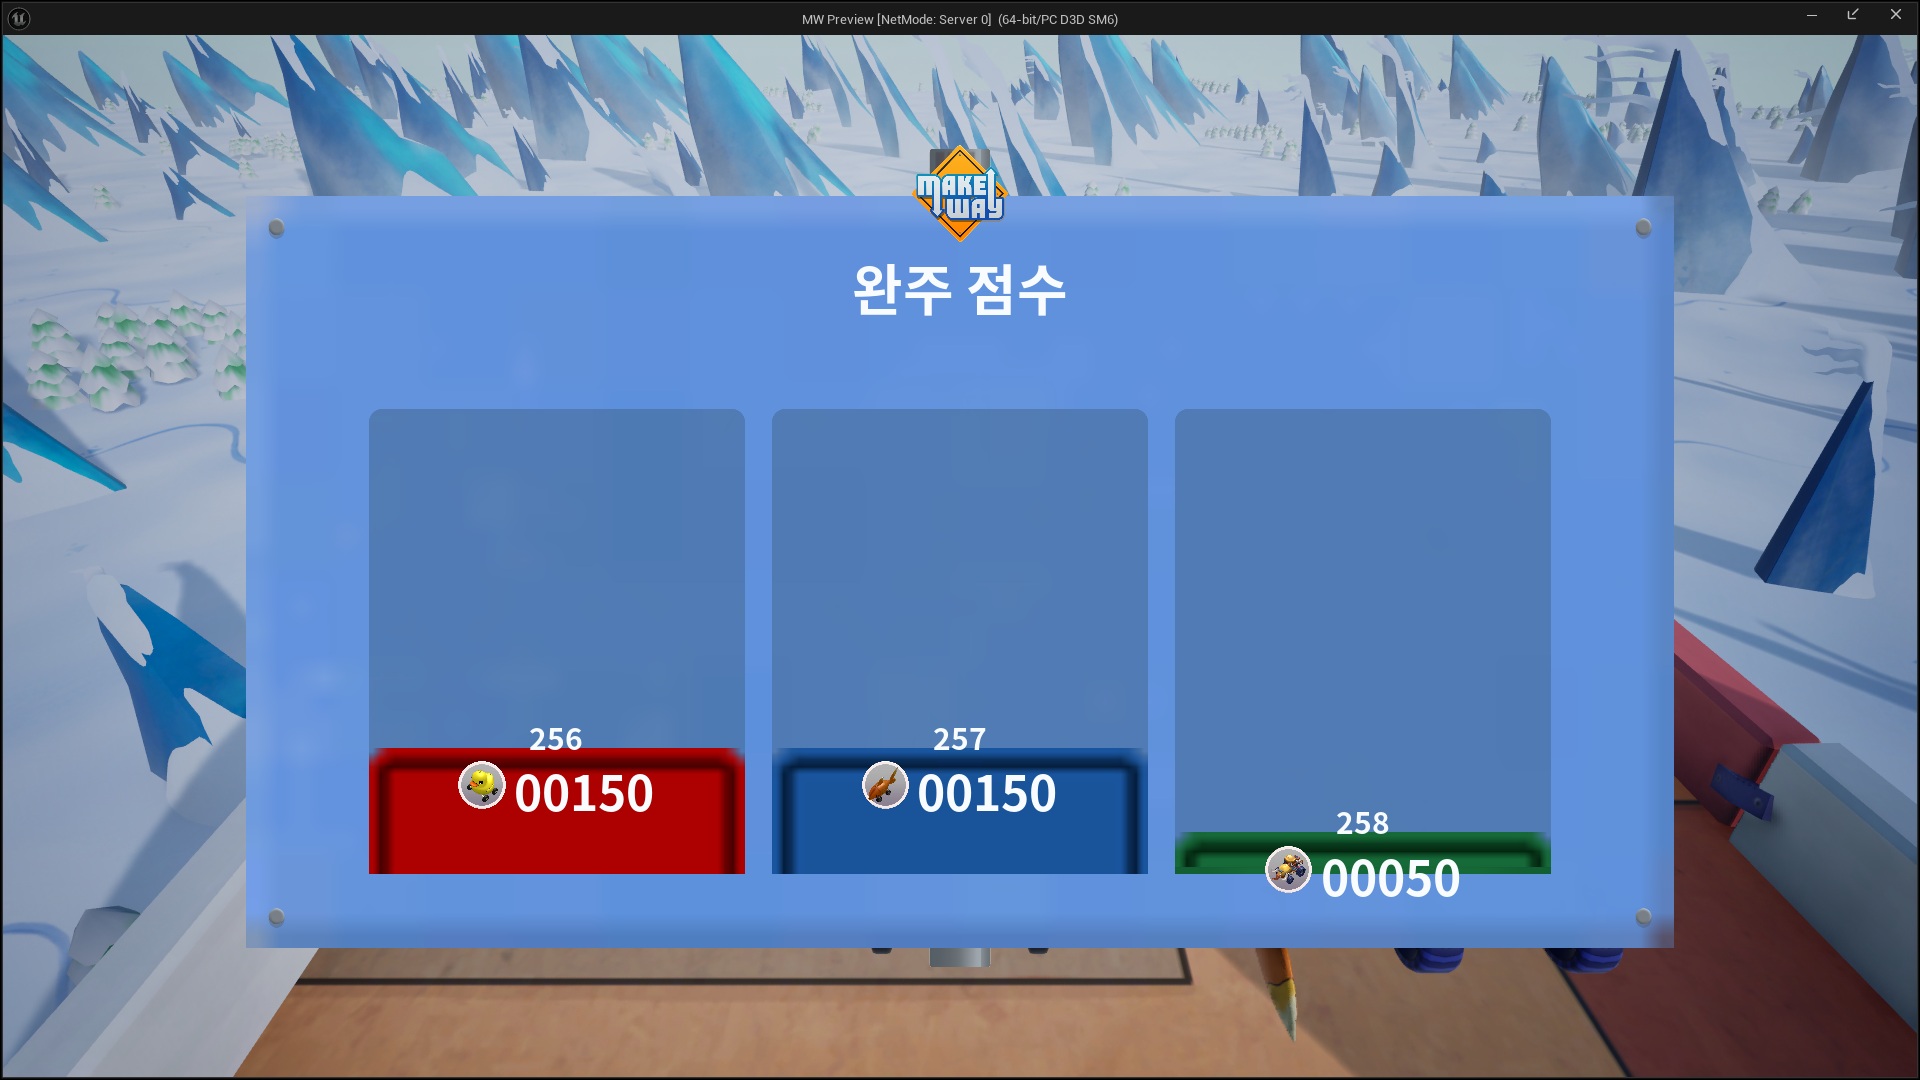 MW Preview [NetMode: Server 0] (64-bit/PC D3D SM6)
MAKE
WAY
완주 점수
256
00150
257
00150
258
00050